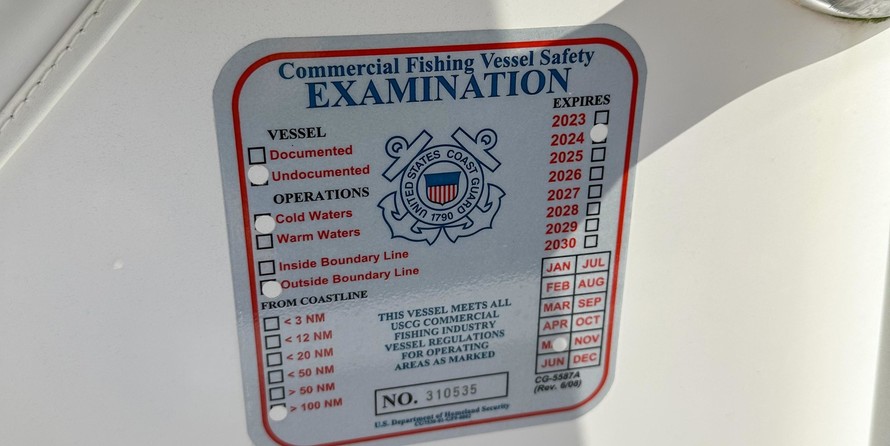 Commercial Fishing Vessel Safety
EXAMINATION
VESSEL
Documented
Undocumented
OPERATIONS
Cold Waters
Warm Waters
Inside Boundary Line
Outside Boundary Line
FROM COASTLINE
< 3 NM
< 12 NM
< 20 NM
< 50 NM
> 50 NM
> 100 NM
UNITED STATES COAST GUARD
1790
THIS VESSEL MEETS ALL
USCG COMMERCIAL
FISHING INDUSTRY
VESSEL REGULATIONS
FOR OPERATING
AREAS AS MARKED
NO. 310535
U.S. Department of Homeland Security
EXPIRES
2023
2024
2025
2026
2027
2028
2029
2030
JAN JUL
FEB AUG
MAR SEP
APR OCT
M NOV
JUN DEC
CG-5587A
(Rev. 6/08)